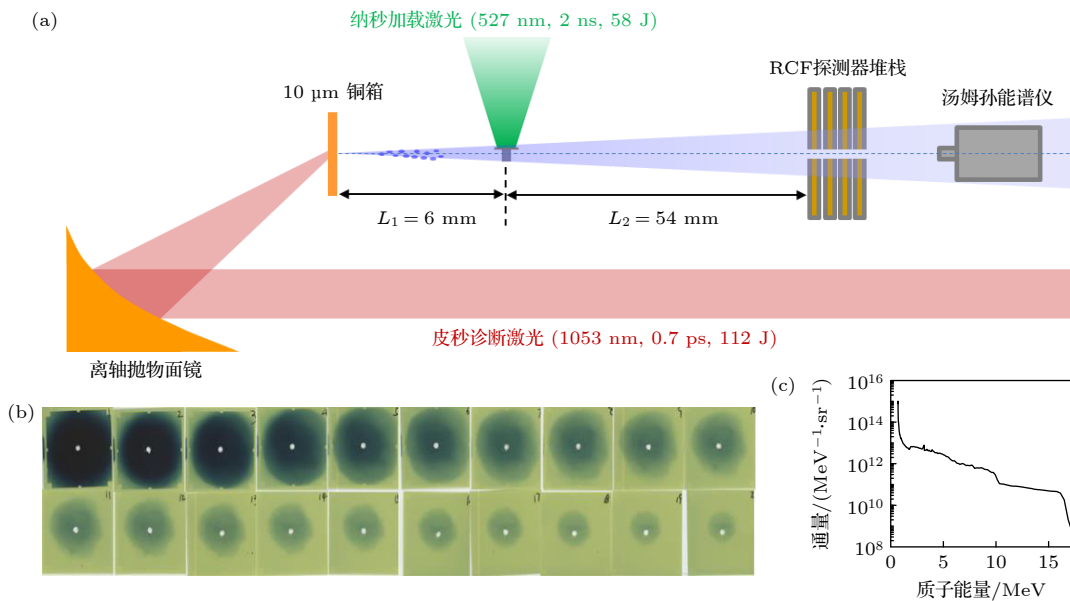 (a)
纳秒加载激光 (527 nm, 2 ns, 58 J)
RCF探测器堆栈
10 µm 铜箱
汤姆孙能谱仪
L₁ = 6 mm
L₂ = 54 mm
皮秒诊断激光 (1053 nm, 0.7 ps, 112 J)
离轴抛物面镜
(b)
(c)
10¹⁶
10¹⁴
10¹²
10¹⁰
10⁸
通量/(MeV⁻¹·sr⁻¹)
0
5
10
15
质子能量/MeV